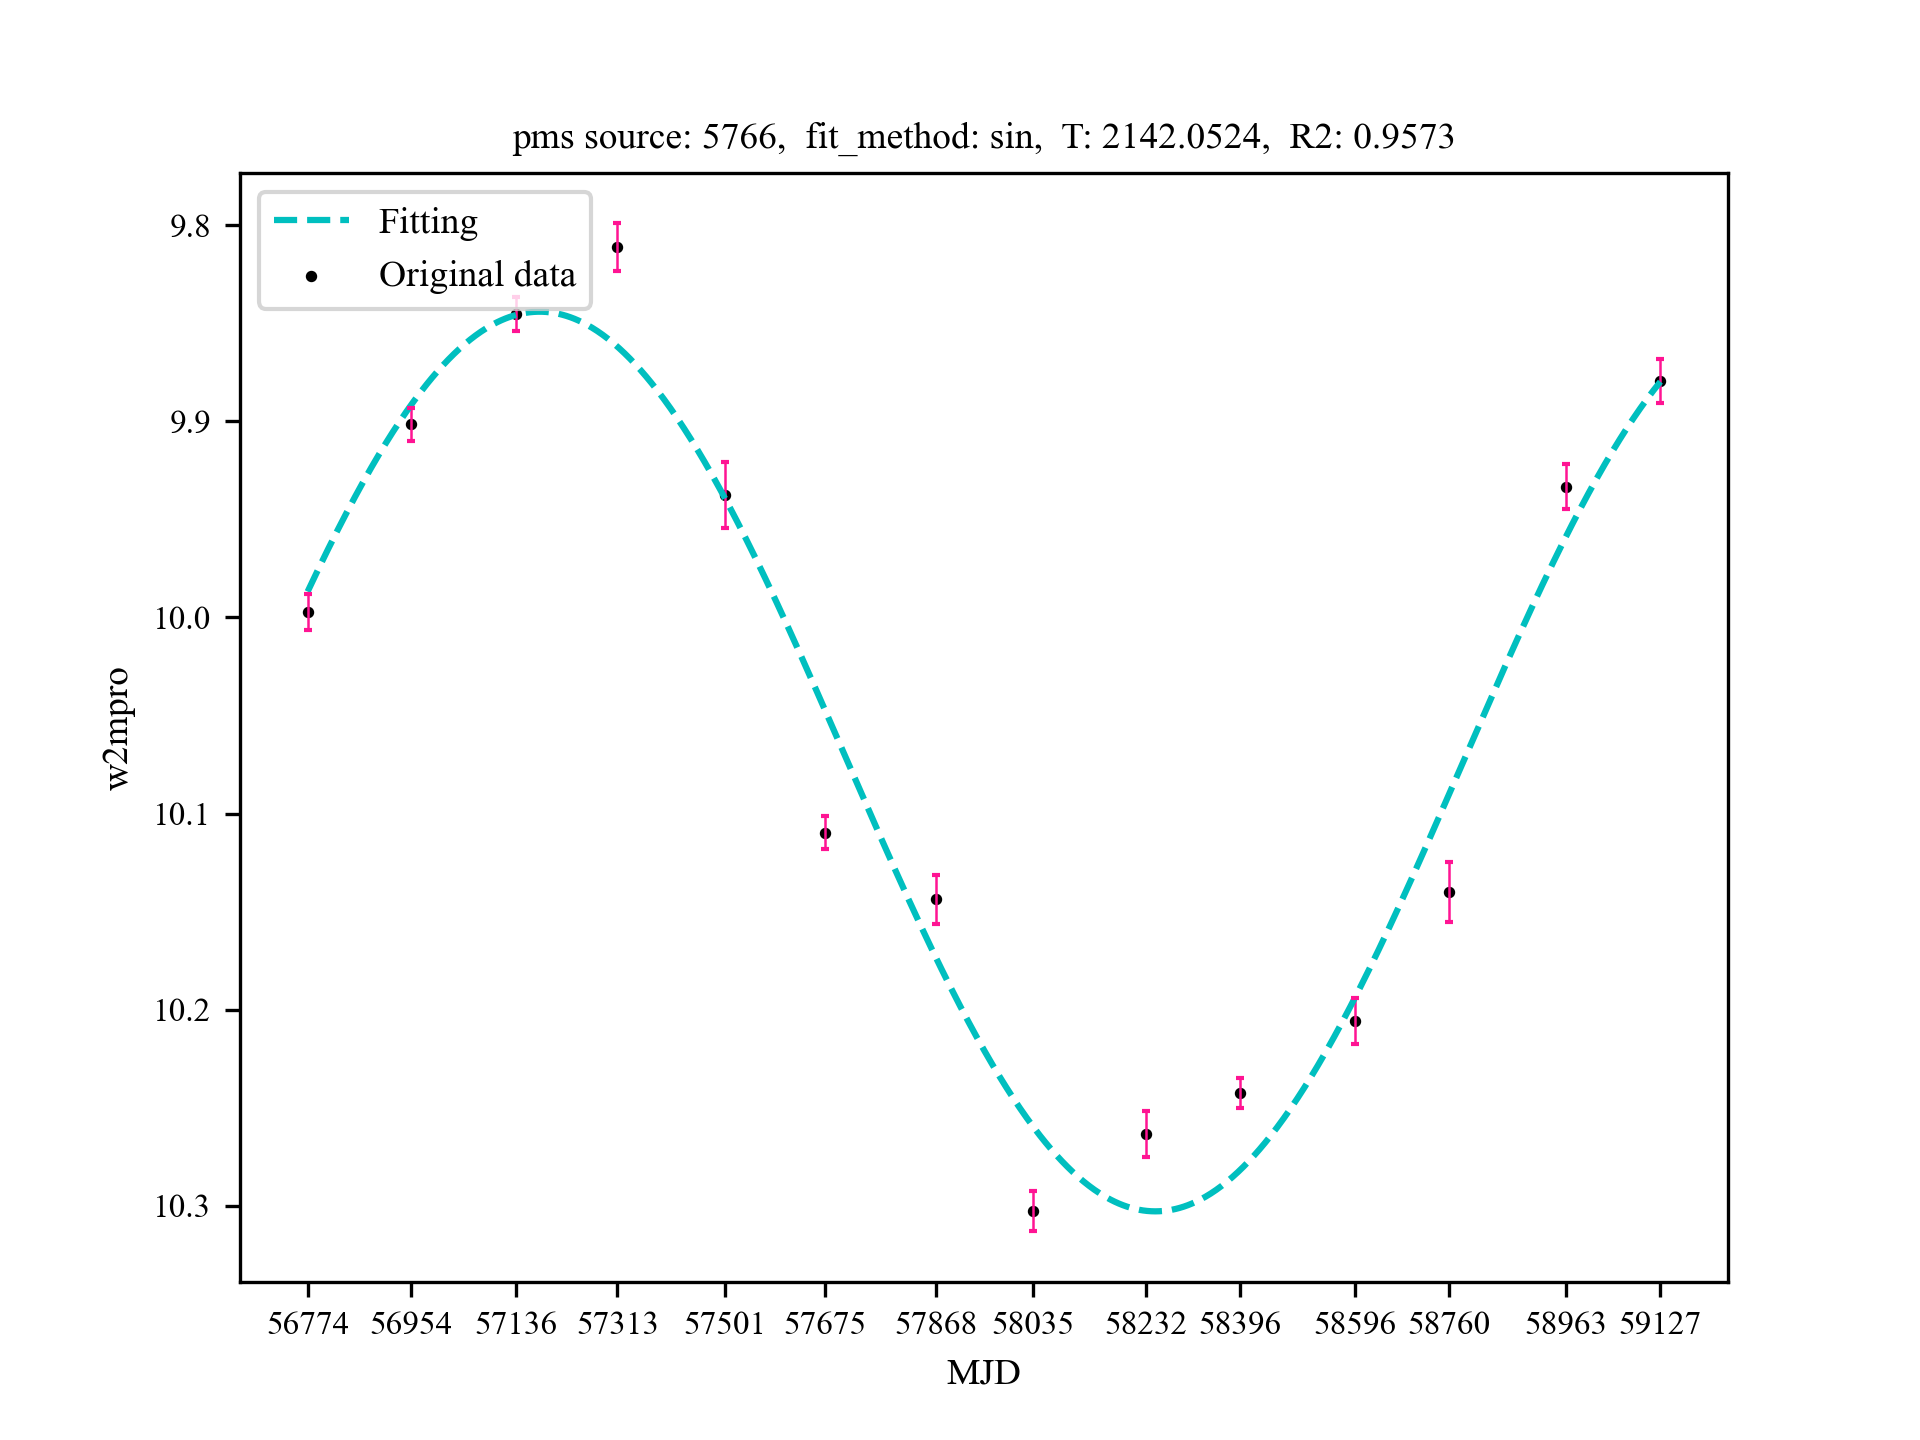 pms source: 5766,  fit_method: sin,  T: 2142.0524,  R2: 0.9573
Fitting
Original data
9.8
9.9
10.0
10.1
10.2
10.3
w2mpro
56774 56954 57136 57313 57501 57675 57868 58035 58232 58396 58596 58760 58963 59127
MJD